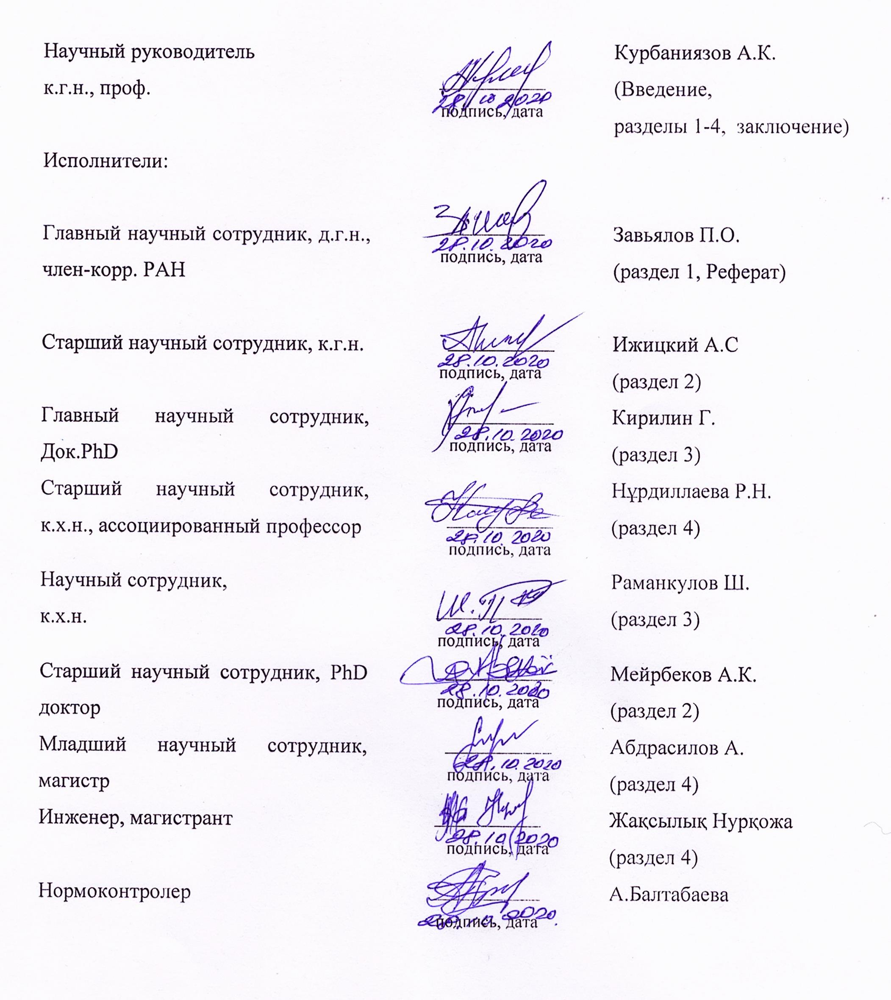 Научный руководитель
к.г.н., проф.
28 10 2020
подпись, дата
Курбаниязов А.К.
(Введение,
разделы 1-4, заключение)
Исполнители:
Главный научный сотрудник, д.г.н.,
член-корр. РАН
28.10.2020
подпись, дата
Завьялов П.О.
(раздел 1, Реферат)
Старший научный сотрудник, к.г.н.
28.10.2020
подпись, дата
Ижицкий А.С
(раздел 2)
Главный научный сотрудник,
Док.PhD
28.10.2020
подпись, дата
Кирилин Г.
(раздел 3)
Старший научный сотрудник,
к.х.н., ассоциированный профессор
28.10.2020
подпись, дата
Нұрдиллаева Р.Н.
(раздел 4)
Научный сотрудник,
к.х.н.
28.10.2020
подпись, дата
Раманкулов Ш.
(раздел 3)
Старший научный сотрудник, PhD
доктор
28.10.2020
подпись, дата
Мейрбеков А.К.
(раздел 2)
Младший научный сотрудник,
магистр
28.10.2020
подпись, дата
Абдрасилов А.
(раздел 4)
Инженер, магистрант
28.10.2020
подпись, дата
Жақсылық Нурқожа
(раздел 4)
Нормоконтролер
2020.
подпись, дата
А.Балтабаева